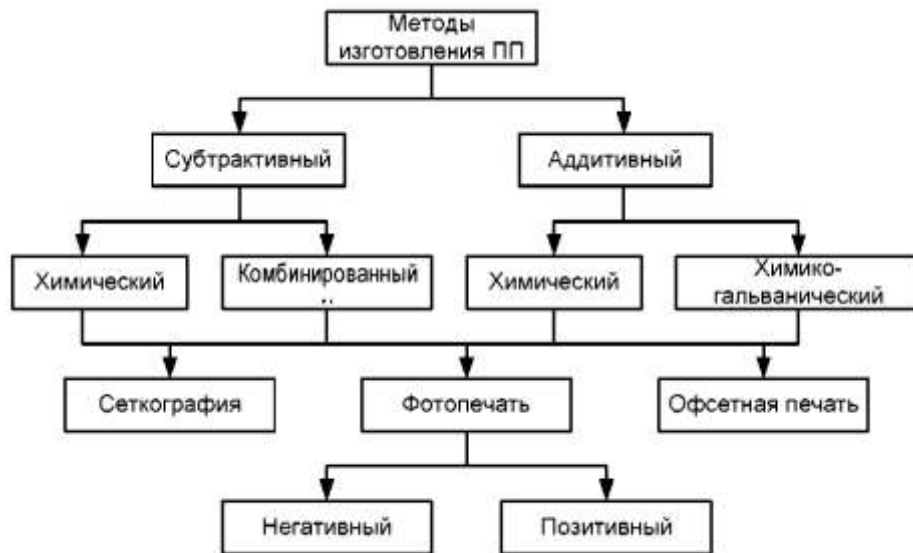 Методы
изготовления ПП
Субтрактивный
Аддитивный
Химический
Комбинированный
Химический
Химико-
гальванический
Сеткография
Фотопечать
Офсетная печать
Негативный
Позитивный